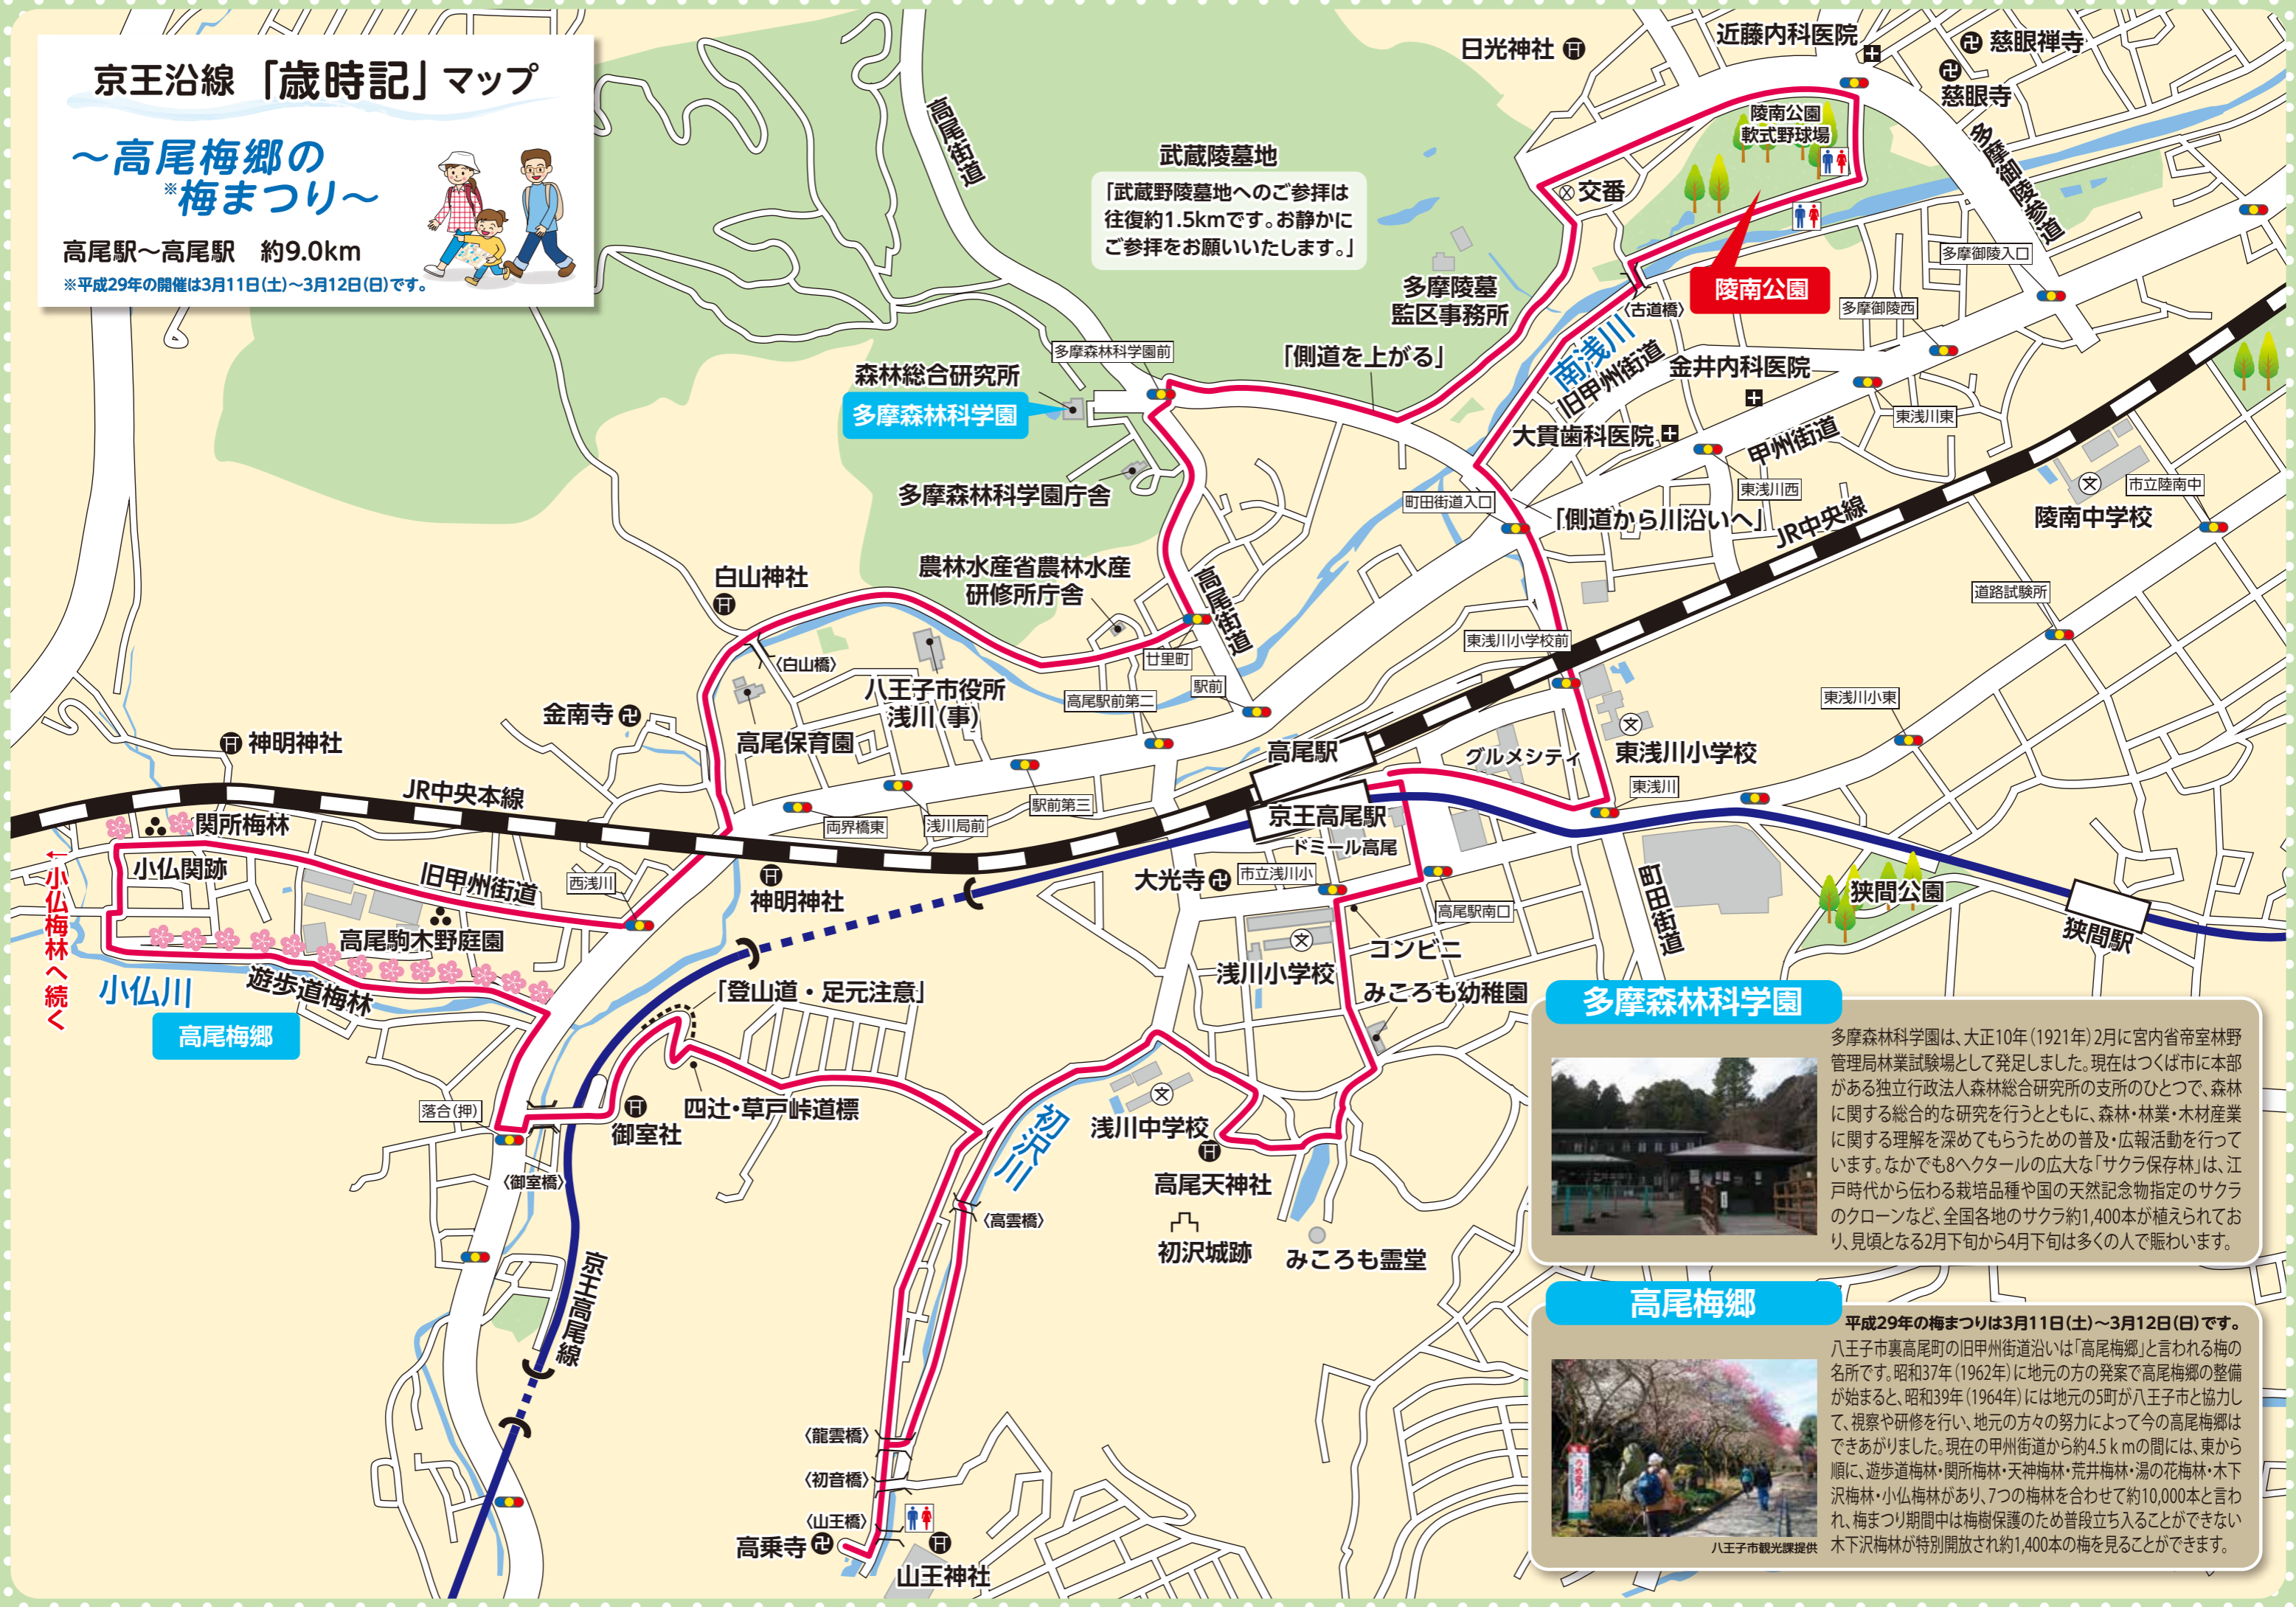 京王沿線「歳時記」マップ
～高尾梅郷の
※梅まつり～
高尾駅～高尾駅　約9.0km
※平成29年の開催は3月11日(土)～3月12日(日)です。
日光神社
近藤内科医院
慈眼禅寺
慈眼寺
高尾街道
武蔵陵墓地
「武蔵野陵墓地へのご参拝は
往復約1.5kmです。お静かに
ご参拝をお願いいたします。」
陵南公園
軟式野球場
多摩御陵参道
交番
多摩御陵入口
陵南公園
多摩陵墓
監区事務所
〈古道橋〉
多摩御陵西
南浅川
旧甲州街道
「側道を上がる」
多摩森林科学園前
森林総合研究所
多摩森林科学園
金井内科医院
東浅川東
大貫歯科医院
甲州街道
多摩森林科学園庁舎
町田街道入口
東浅川西
市立陸南中
「側道から川沿いへ」
JR中央線
陵南中学校
白山神社
農林水産省農林水産
研修所庁舎
高尾街道
道路試験所
東浅川小学校前
〈白山橋〉
廿里町
八王子市役所
浅川(事)
高尾駅前第二
駅前
東浅川小東
金南寺
神明神社
高尾保育園
高尾駅
グルメシティ
東浅川小学校
JR中央本線
駅前第三
東浅川
関所梅林
両界橋東
浅川局前
京王高尾駅
ドミール高尾
←小仏梅林へ続く
小仏関跡
旧甲州街道
西浅川
神明神社
大光寺
市立浅川小
町田街道
狭間公園
高尾駒木野庭園
高尾駅南口
狭間駅
コンビニ
小仏川
遊歩道梅林
「登山道・足元注意」
浅川小学校
みころも幼稚園
高尾梅郷
落合(押)
御室社
四辻・草戸峠道標
初沢川
浅川中学校
〈御室橋〉
高尾天神社
〈高雲橋〉
初沢城跡
みころも霊堂
京王高尾線
〈龍雲橋〉
〈初音橋〉
〈山王橋〉
高乗寺
山王神社
多摩森林科学園
多摩森林科学園は、大正10年(1921年)2月に宮内省帝室林野
管理局林業試験場として発足しました。現在はつくば市に本部
がある独立行政法人森林総合研究所の支所のひとつで、森林
に関する総合的な研究を行うとともに、森林・林業・木材産業
に関する理解を深めてもらうための普及・広報活動を行って
います。なかでも8ヘクタールの広大な「サクラ保存林」は、江
戸時代から伝わる栽培品種や国の天然記念物指定のサクラ
のクローンなど、全国各地のサクラ約1,400本が植えられてお
り、見頃となる2月下旬から4月下旬は多くの人で賑わいます。
高尾梅郷
平成29年の梅まつりは3月11日(土)～3月12日(日)です。
八王子市裏高尾町の旧甲州街道沿いは「高尾梅郷」と言われる梅の
名所です。昭和37年(1962年)に地元の方の発案で高尾梅郷の整備
が始まると、昭和39年(1964年)には地元の5町が八王子市と協力し
て、視察や研修を行い、地元の方々の努力によって今の高尾梅郷は
できあがりました。現在の甲州街道から約4.5kmの間には、東から
順に、遊歩道梅林・関所梅林・天神梅林・荒井梅林・湯の花梅林・木下
沢梅林・小仏梅林があり、7つの梅林を合わせて約10,000本と言わ
れ、梅まつり期間中は梅樹保護のため普段立ち入ることができない
木下沢梅林が特別開放され約1,400本の梅を見ることができます。
八王子市観光課提供